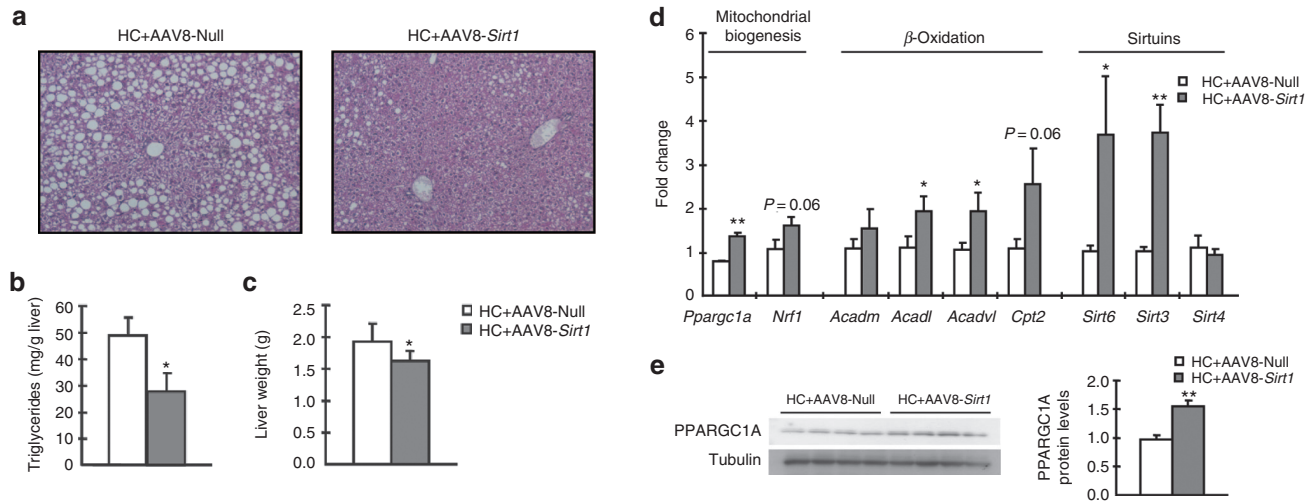 a
HC+AAV8-Null
HC+AAV8-Sirt1
b
Triglycerides (mg/g liver)
60
50
40
30
20
10
0
*
c
Liver weight (g)
2.5
2.0
1.5
1.0
0.5
0.0
*
HC+AAV8-Null
HC+AAV8-Sirt1
d
Mitochondrial
biogenesis
β-Oxidation
Sirtuins
HC+AAV8-Null
HC+AAV8-Sirt1
Fold change
6
5
4
3
2
1
0
**
P = 0.06
*
*
P = 0.06
*
**
Ppargc1a Nrf1 Acadm Acadl Acadvl Cpt2 Sirt6 Sirt3 Sirt4
e
HC+AAV8-Null
HC+AAV8-Sirt1
PPARGC1A
Tubulin
HC+AAV8-Null
HC+AAV8-Sirt1
PPARGC1A
protein levels
2.0
1.5
1.0
0.5
0.0
**